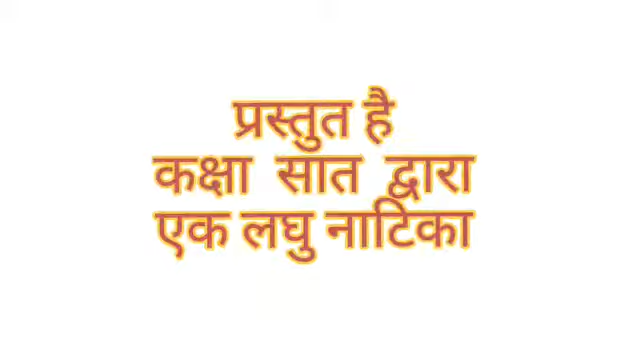 प्रस्तुत है
कक्षा सात द्वारा
एक लघु नाटिका